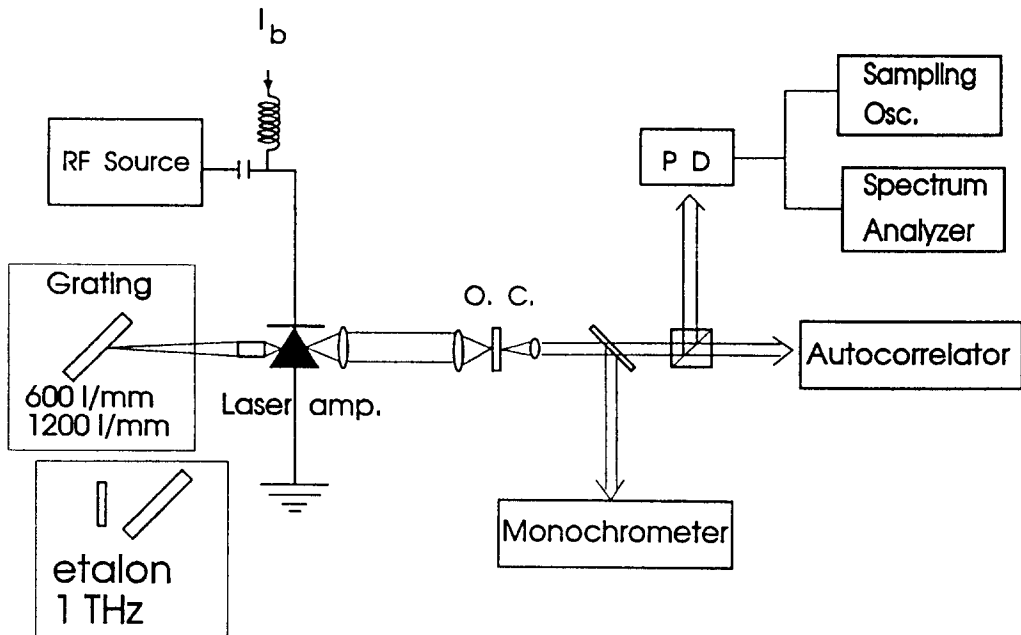 I b
RF Source
Sampling
Osc.
P D
Spectrum
Analyzer
Grating
600 l/mm
1200 l/mm
O. C.
Laser amp.
Autocorrelator
Monochrometer
etalon
1 THz